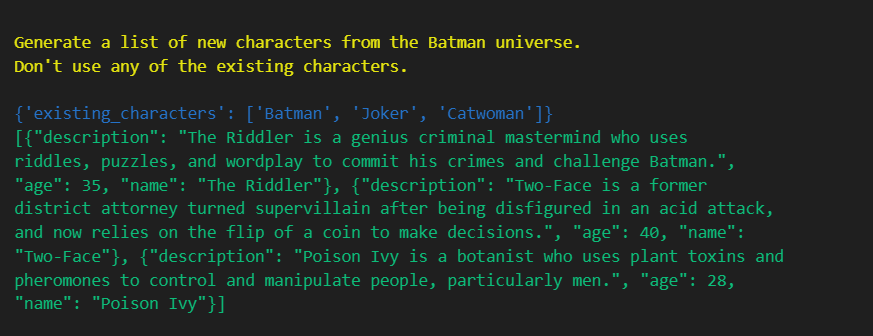 Generate a list of new characters from the Batman universe.
Don't use any of the existing characters.
{'existing_characters': ['Batman', 'Joker', 'Catwoman']}
[{"description": "The Riddler is a genius criminal mastermind who uses
riddles, puzzles, and wordplay to commit his crimes and challenge Batman.",
"age": 35, "name": "The Riddler"}, {"description": "Two-Face is a former
district attorney turned supervillain after being disfigured in an acid attack,
and now relies on the flip of a coin to make decisions.", "age": 40, "name":
"Two-Face"}, {"description": "Poison Ivy is a botanist who uses plant toxins and
pheromones to control and manipulate people, particularly men.", "age": 28,
"name": "Poison Ivy"}]